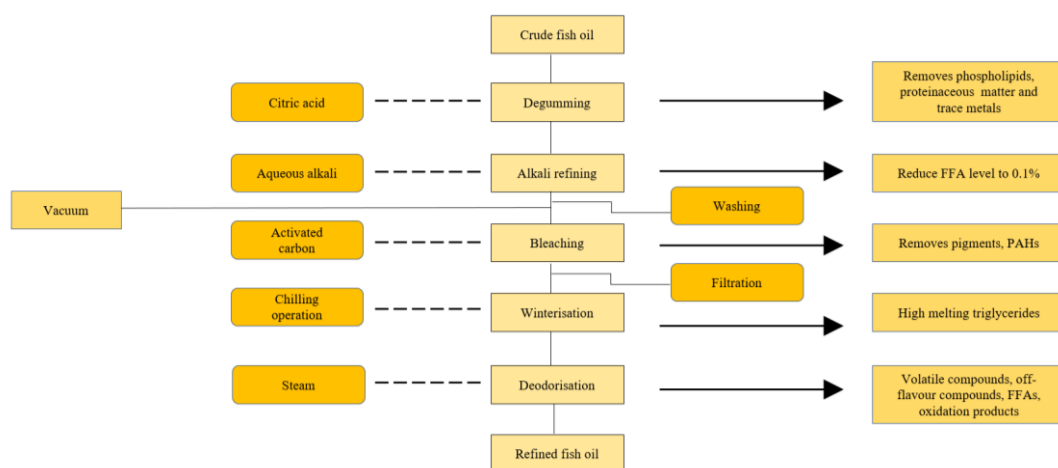 Crude fish oil
Citric acid
Degumming
Removes phospholipids,
proteinaceous matter and
trace metals
Aqueous alkali
Alkali refining
Reduce FFA level to 0.1%
Vacuum
Washing
Activated
carbon
Bleaching
Removes pigments, PAHs
Filtration
Chilling
operation
Winterisation
High melting triglycerides
Steam
Deodorisation
Volatile compounds, off-
flavour compounds, FFAs,
oxidation products
Refined fish oil